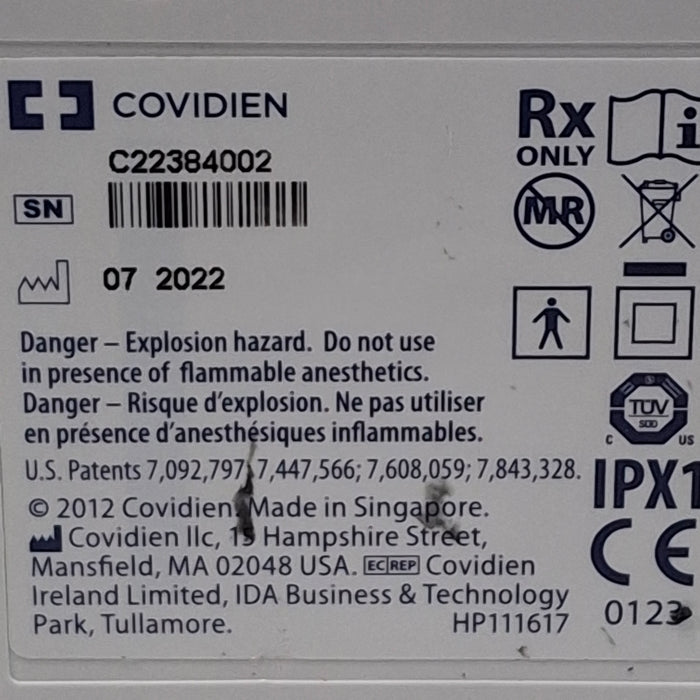 COVIDIEN
C22384002
SN
07 2022
Danger – Explosion hazard. Do not use
in presence of flammable anesthetics.
Danger – Risque d'explosion. Ne pas utiliser
en présence d'anesthésiques inflammables.
U.S. Patents 7,092,797; 7,447,566; 7,608,059; 7,843,328.
© 2012 Covidien. Made in Singapore.
Covidien llc, 15 Hampshire Street,
Mansfield, MA 02048 USA. EC REP Covidien
Ireland Limited, IDA Business & Technology
Park, Tullamore.
HP111617
Rx
ONLY
i
MR
TÜV
SÜD
C US
IPX1
CE
0123